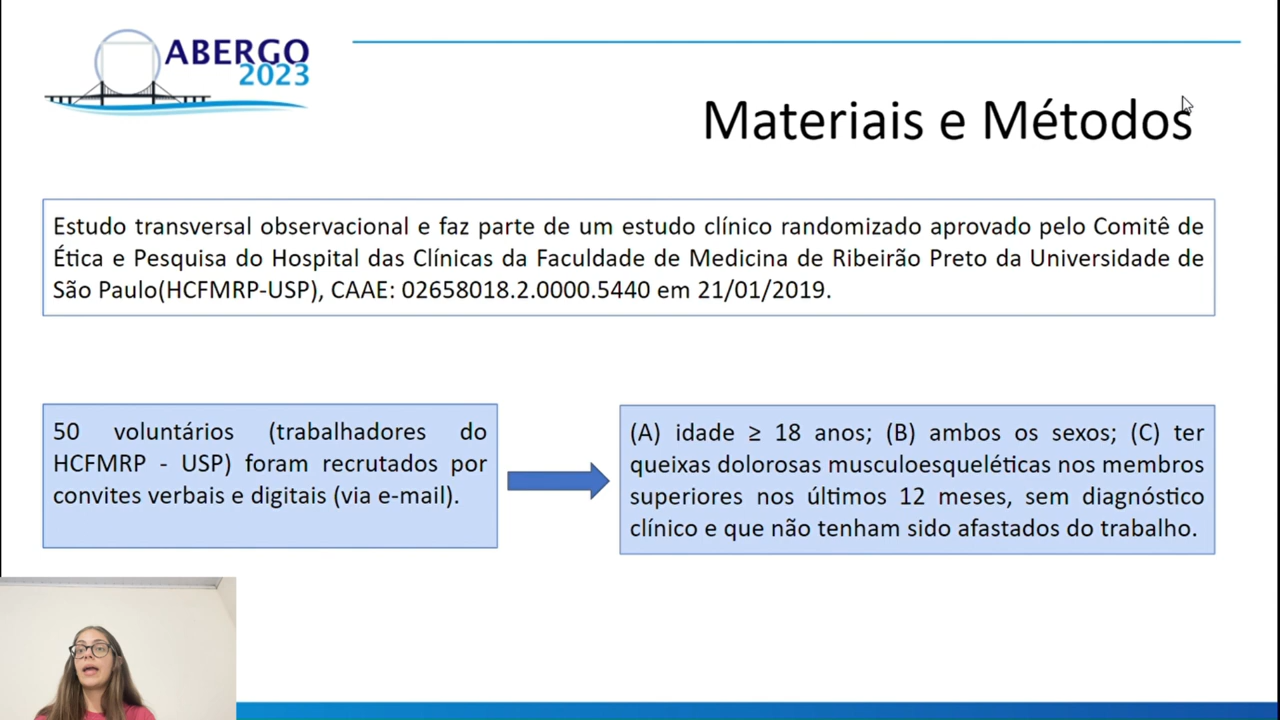 ABERGO
2023
Materiais e Métodos
Estudo transversal observacional e faz parte de um estudo clínico randomizado aprovado pelo Comitê de
Ética e Pesquisa do Hospital das Clínicas da Faculdade de Medicina de Ribeirão Preto da Universidade de
São Paulo(HCFMRP-USP), CAAE: 02658018.2.0000.5440 em 21/01/2019.
50 voluntários (trabalhadores do
HCFMRP - USP) foram recrutados por
convites verbais e digitais (via e-mail).
(A) idade ≥ 18 anos; (B) ambos os sexos; (C) ter
queixas dolorosas musculoesqueléticas nos membros
superiores nos últimos 12 meses, sem diagnóstico
clínico e que não tenham sido afastados do trabalho.